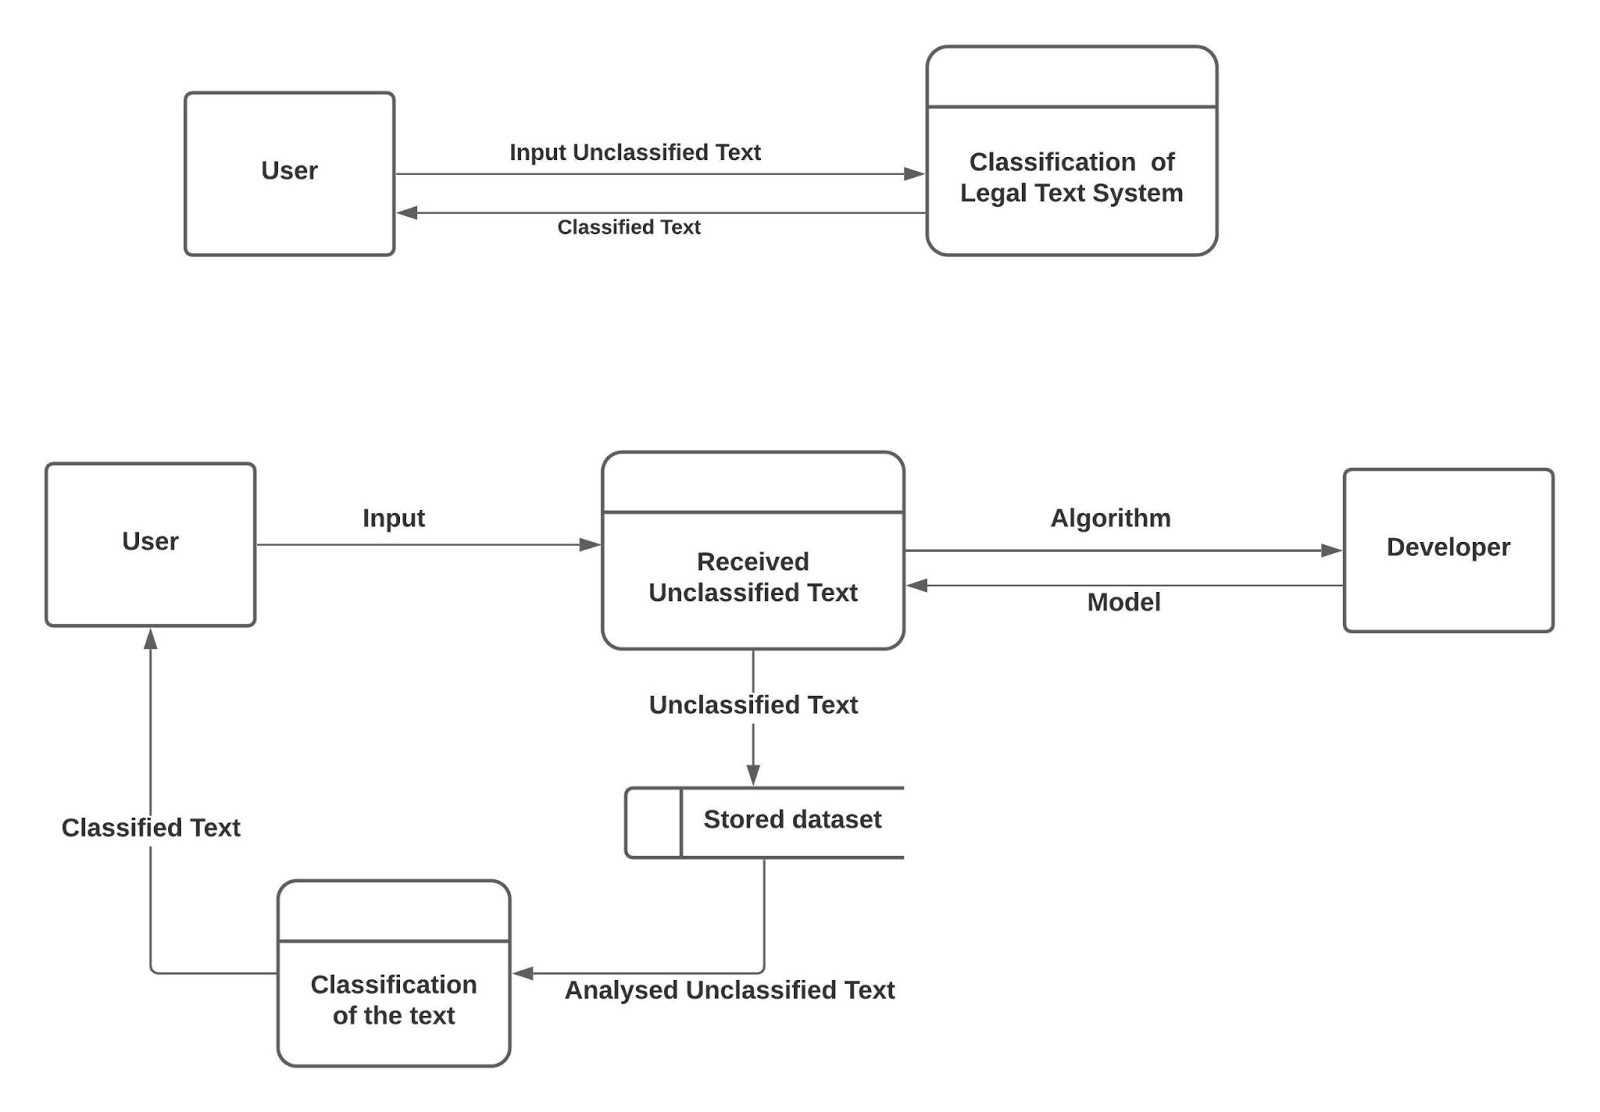 Input Unclassified Text
User
Classification of
Legal Text System
Classified Text
Input
Algorithm
User
Developer
Received
Unclassified Text
Model
Unclassified Text
Stored dataset
Classified Text
Classification
of the text
Analysed Unclassified Text